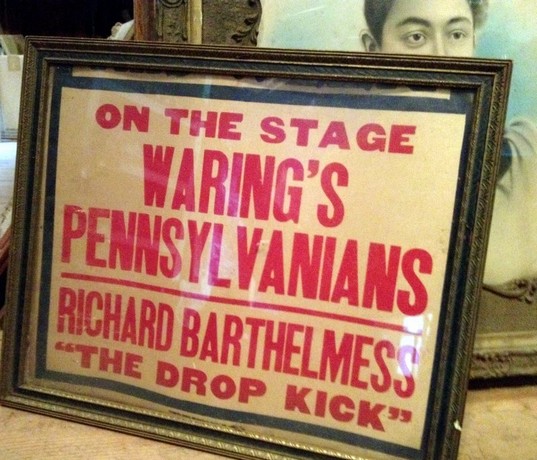 ON THE STAGE
WARING'S
PENNSYLVANIANS
RICHARD BARTHELMESS
"THE DROP KICK"